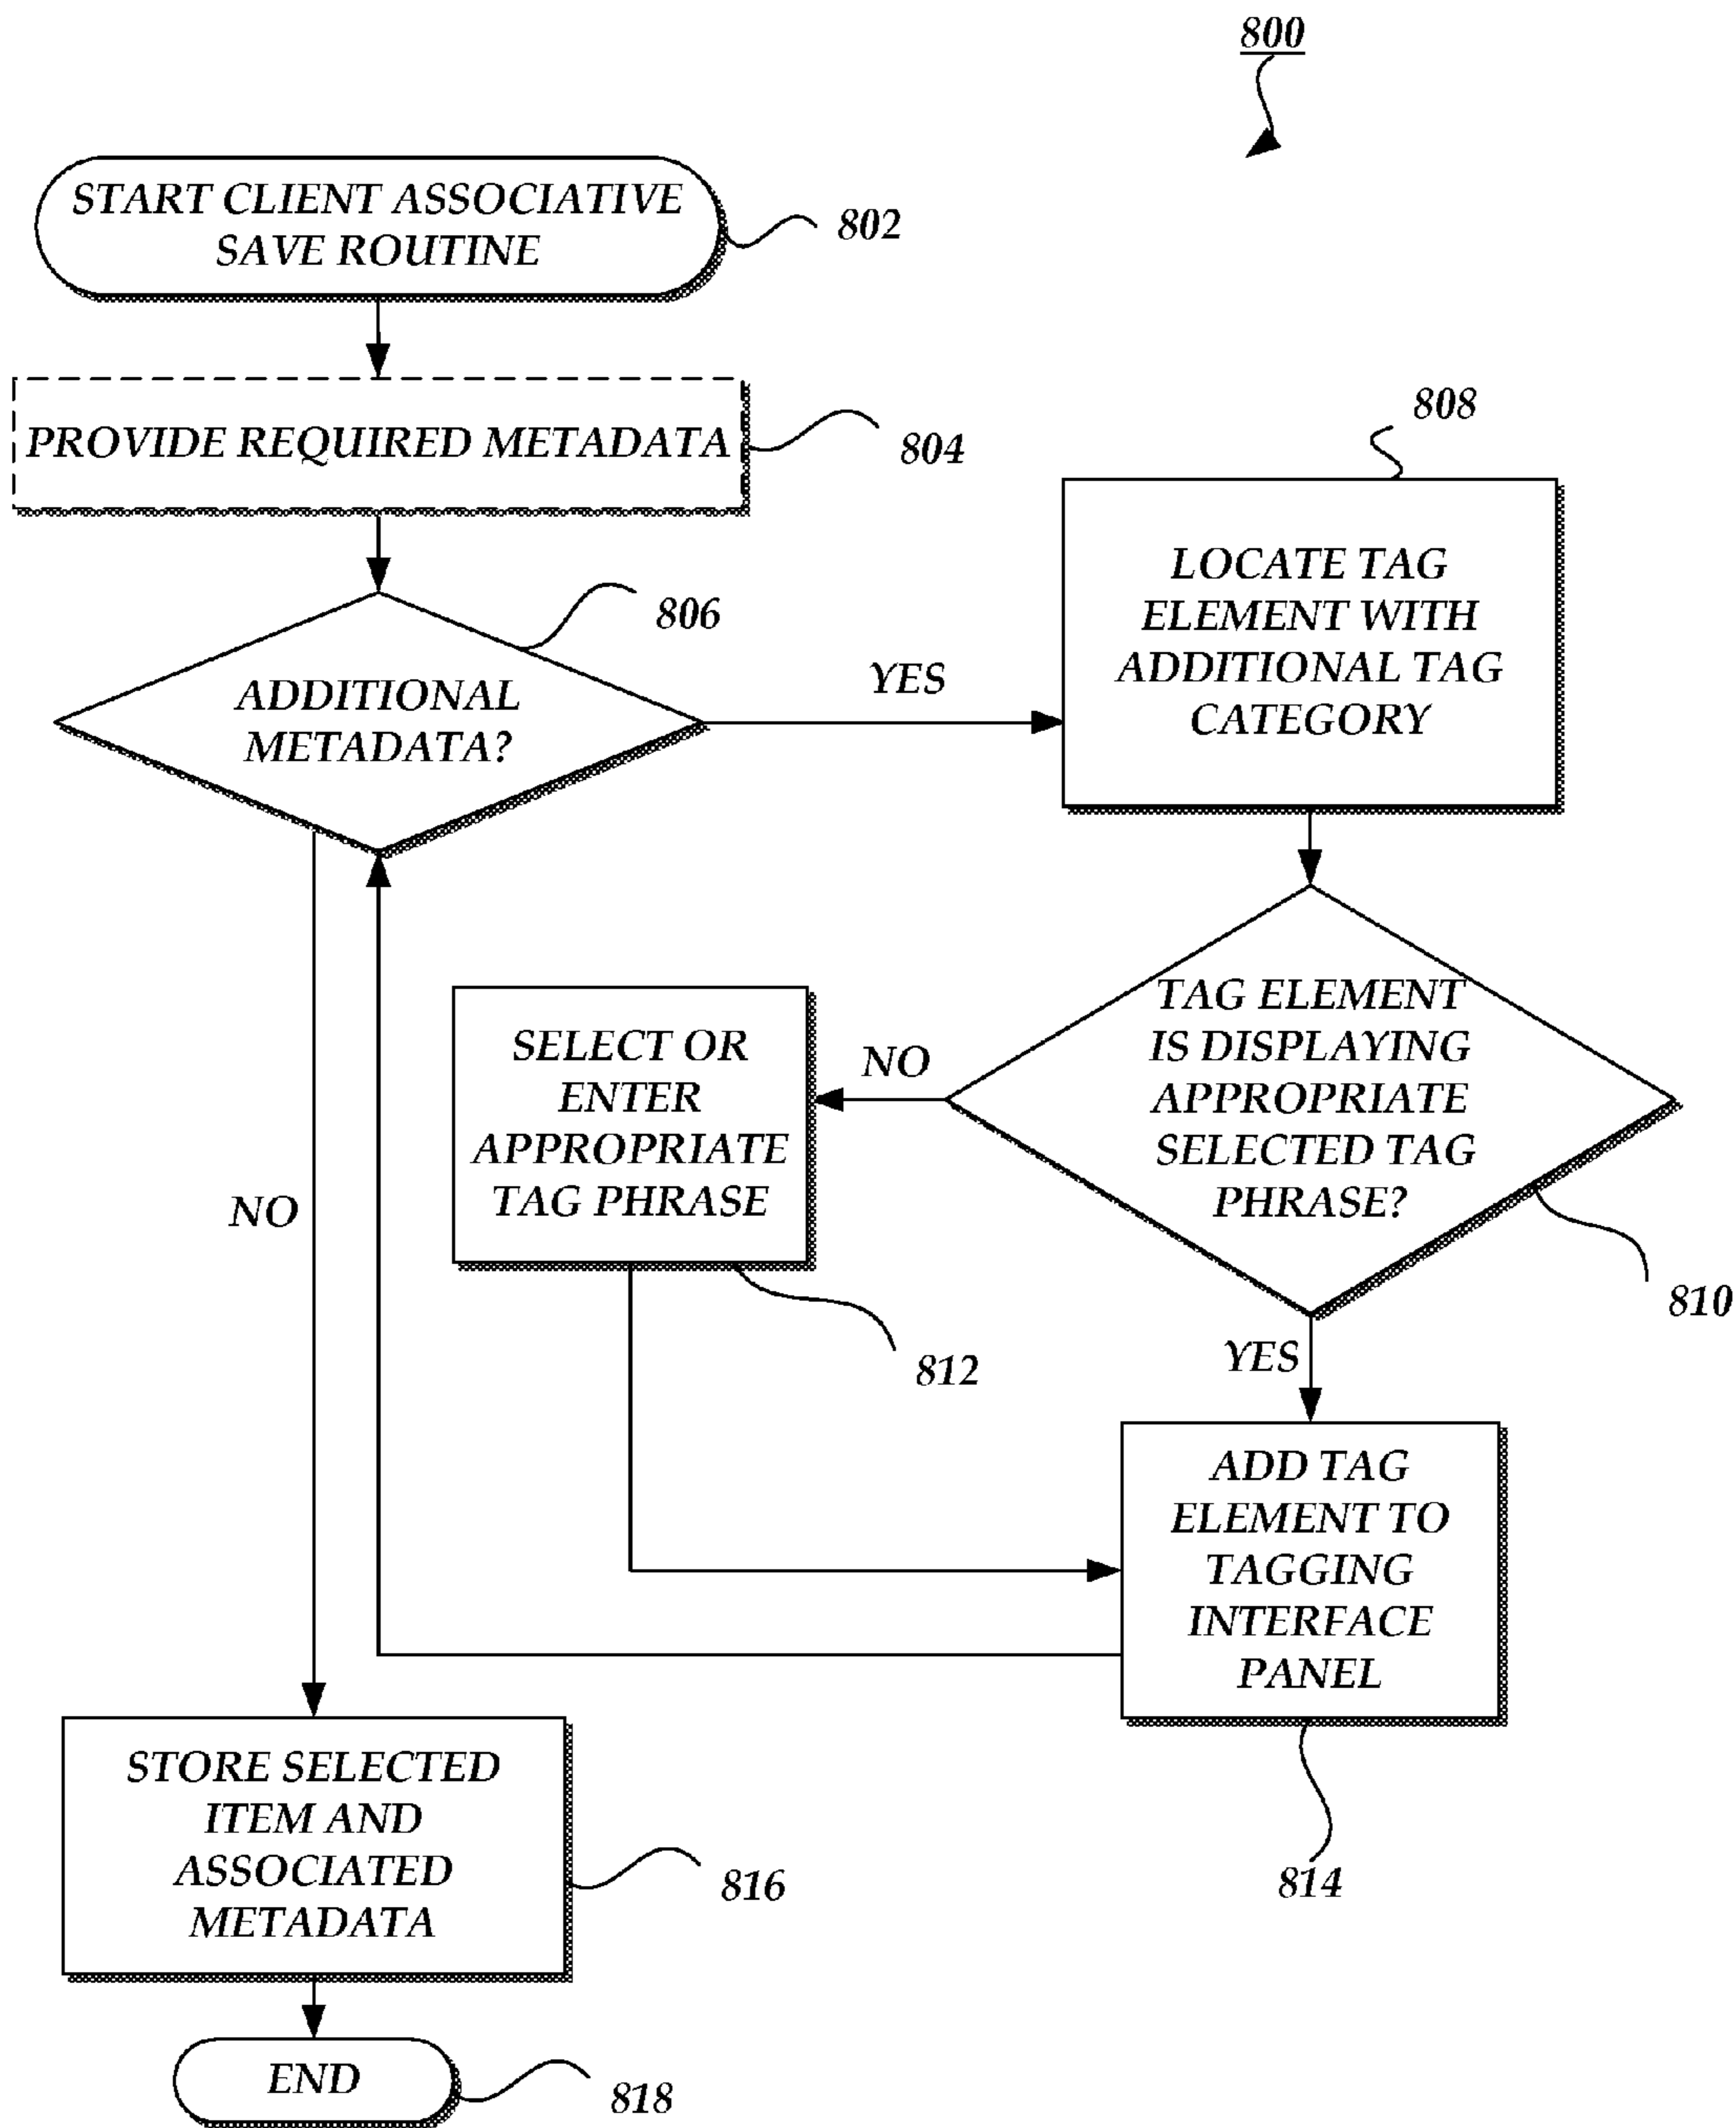 800
START CLIENT ASSOCIATIVE
SAVE ROUTINE
802
PROVIDE REQUIRED METADATA
804
806
ADDITIONAL
METADATA?
YES
808
LOCATE TAG
ELEMENT WITH
ADDITIONAL TAG
CATEGORY
TAG ELEMENT
IS DISPLAYING
APPROPRIATE
SELECTED TAG
PHRASE?
810
NO
SELECT OR
ENTER
APPROPRIATE
TAG PHRASE
812
YES
ADD TAG
ELEMENT TO
TAGGING
INTERFACE
PANEL
814
NO
STORE SELECTED
ITEM AND
ASSOCIATED
METADATA
816
END
818